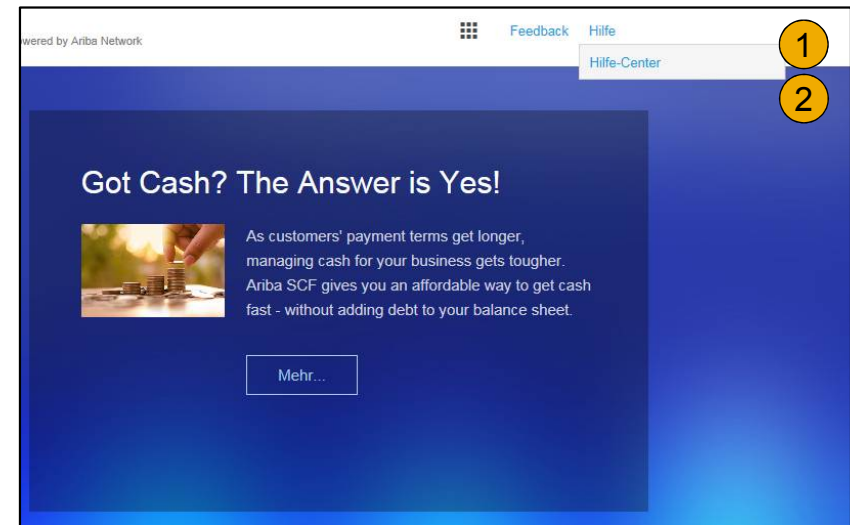 owered by Ariba Network
Feedback Hilfe
1
Hilfe-Center
2
Got Cash? The Answer is Yes!
As customers' payment terms get longer,
managing cash for your business gets tougher.
Ariba SCF gives you an affordable way to get cash
fast - without adding debt to your balance sheet.
Mehr...